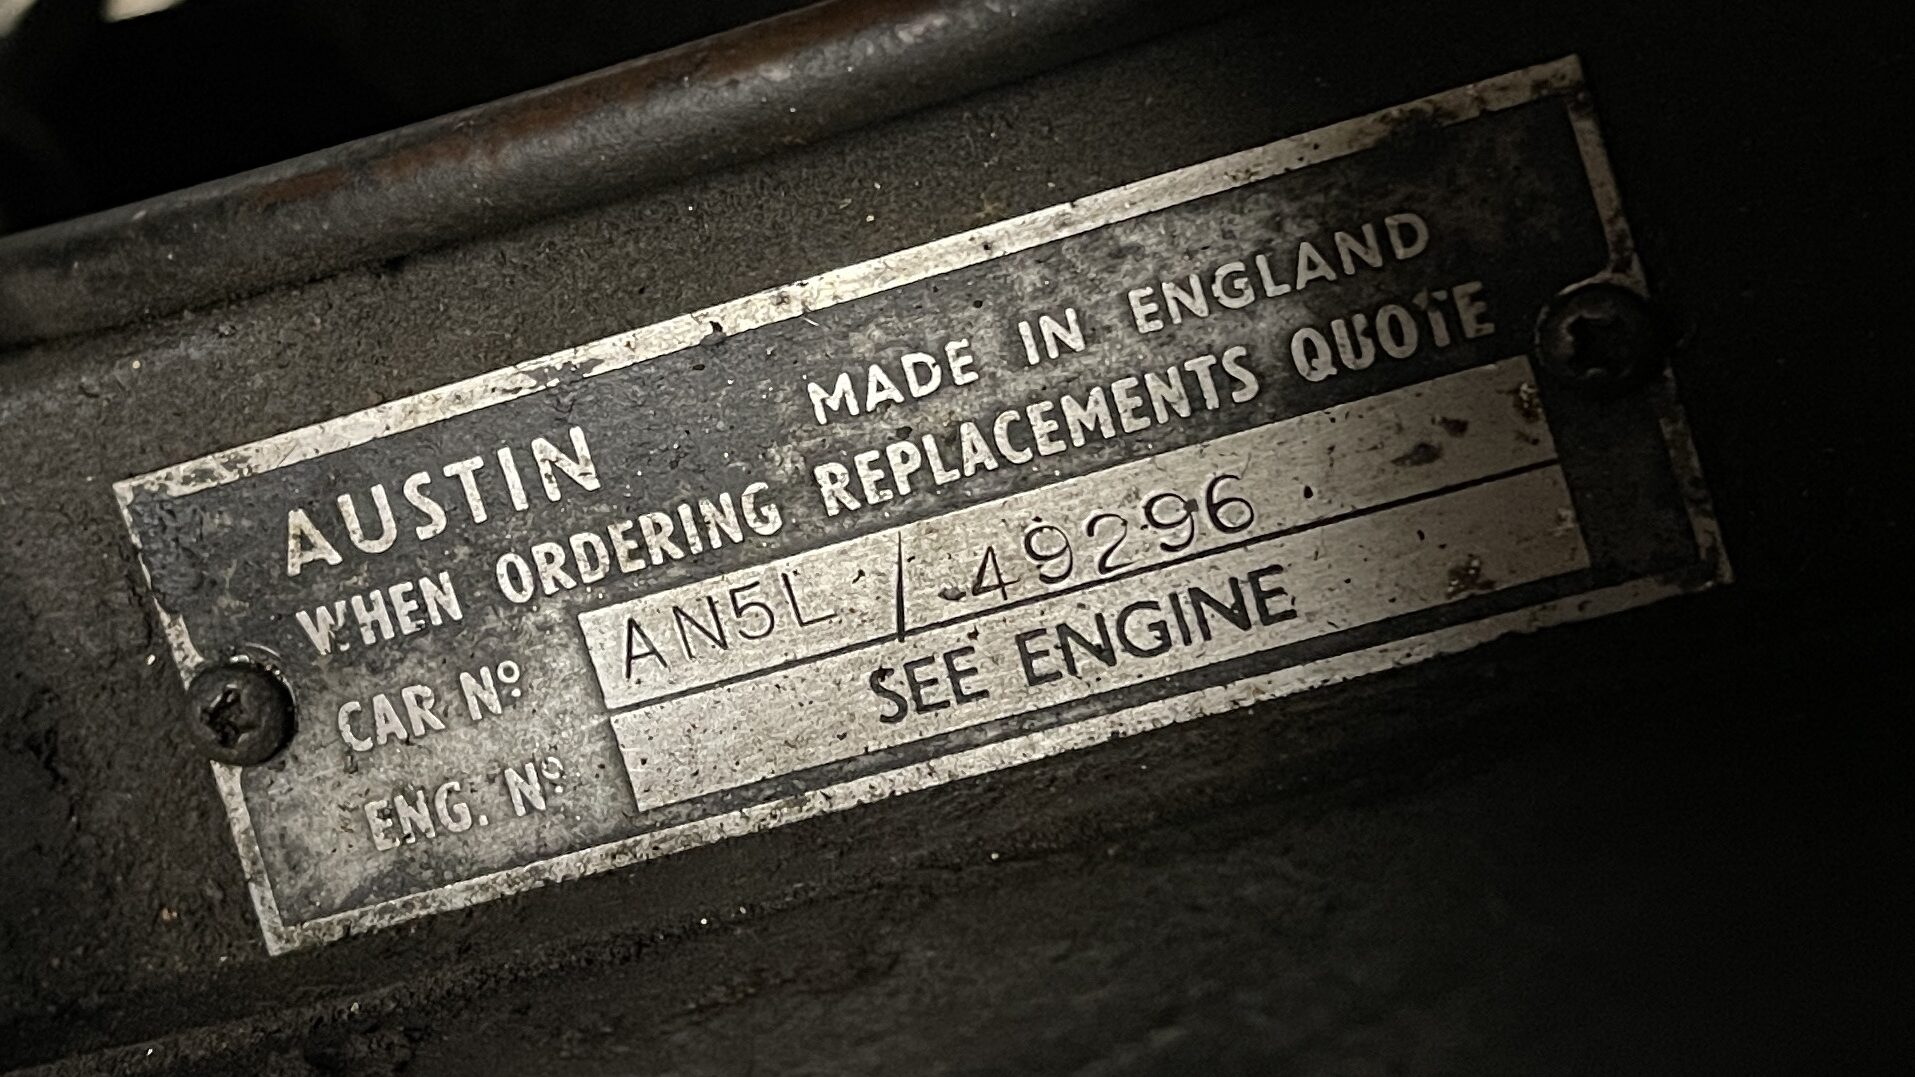 AUSTIN MADE IN ENGLAND
WHEN ORDERING REPLACEMENTS QUOTE
CAR Nº AN5L / 49296
ENG. Nº SEE ENGINE